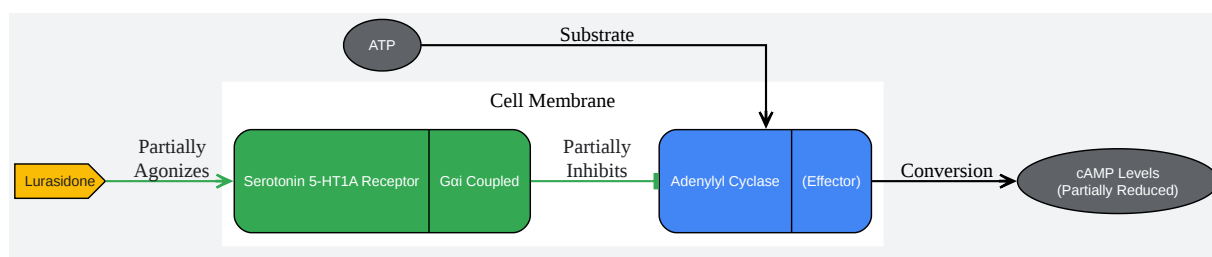 ATP
Substrate
Cell Membrane
Lurasidone
Partially
Agonizes
Serotonin 5-HT1A Receptor
Gαi Coupled
Partially
Inhibits
Adenylyl Cyclase
(Effector)
Conversion
cAMP Levels
(Partially Reduced)